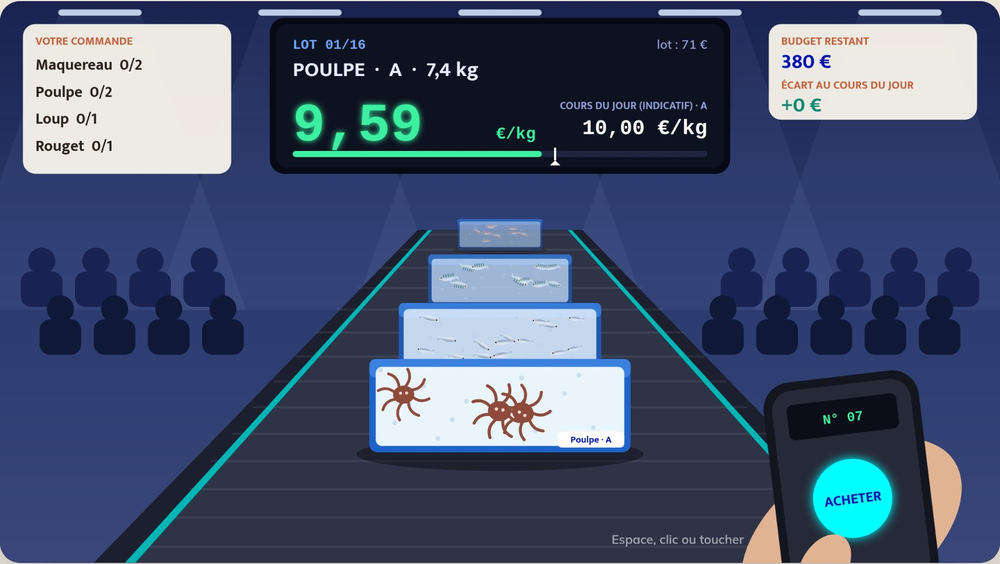 VOTRE COMMANDE
Maquereau 0/2
Poulpe 0/2
Loup 0/1
Rouget 0/1
LOT 01/16
lot : 71 €
POULPE · A · 7,4 kg
9,59 €/kg
COURS DU JOUR (INDICATIF) · A
10,00 €/kg
BUDGET RESTANT
380 €
ÉCART AU COURS DU JOUR
+0 €
Poulpe · A
N° 07
ACHETER
Espace, clic ou toucher